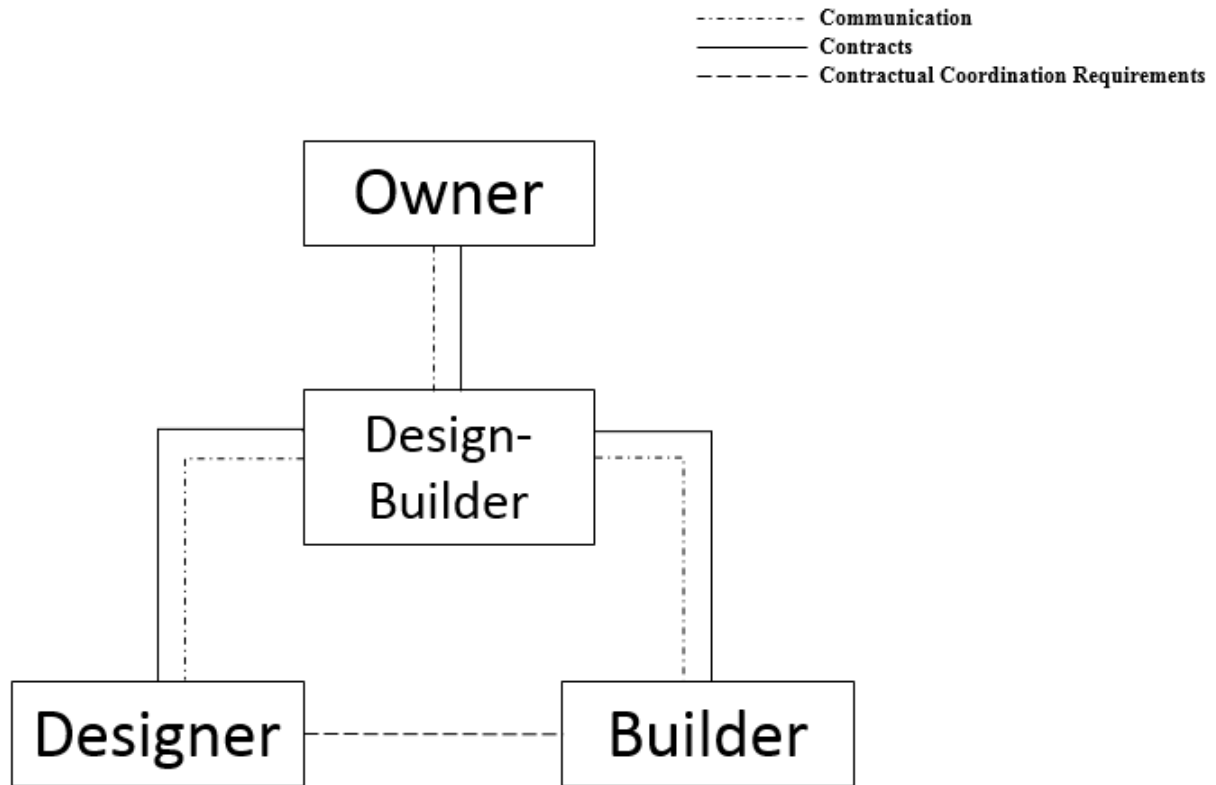 Communication
Contracts
Contractual Coordination Requirements
Owner
Design-
Builder
Designer
Builder